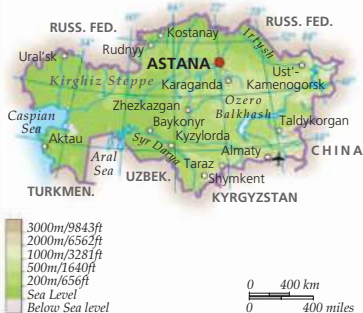 RUSS. FED.
RUSS. FED.
Kostanay
Rudnyy
Irtysh
Ural'sk
ASTANA
Ust'-
Kamenogorsk
Kirghiz Steppe
Karaganda
Zhezkazgan
Ozero
Balkhash
Caspian
Sea
Baykonyr
Taldykorgan
Aktau
Kyzylorda
Syr Darya
Aral
Sea
Almaty
CHINA
Taraz
UZBEK.
Shymkent
TURKMEN.
KYRGYZSTAN
3000m/9843ft
2000m/6562ft
1000m/3281ft
500m/1640ft
200m/656ft
Sea Level
Below Sea level
0 400 km
0 400 miles